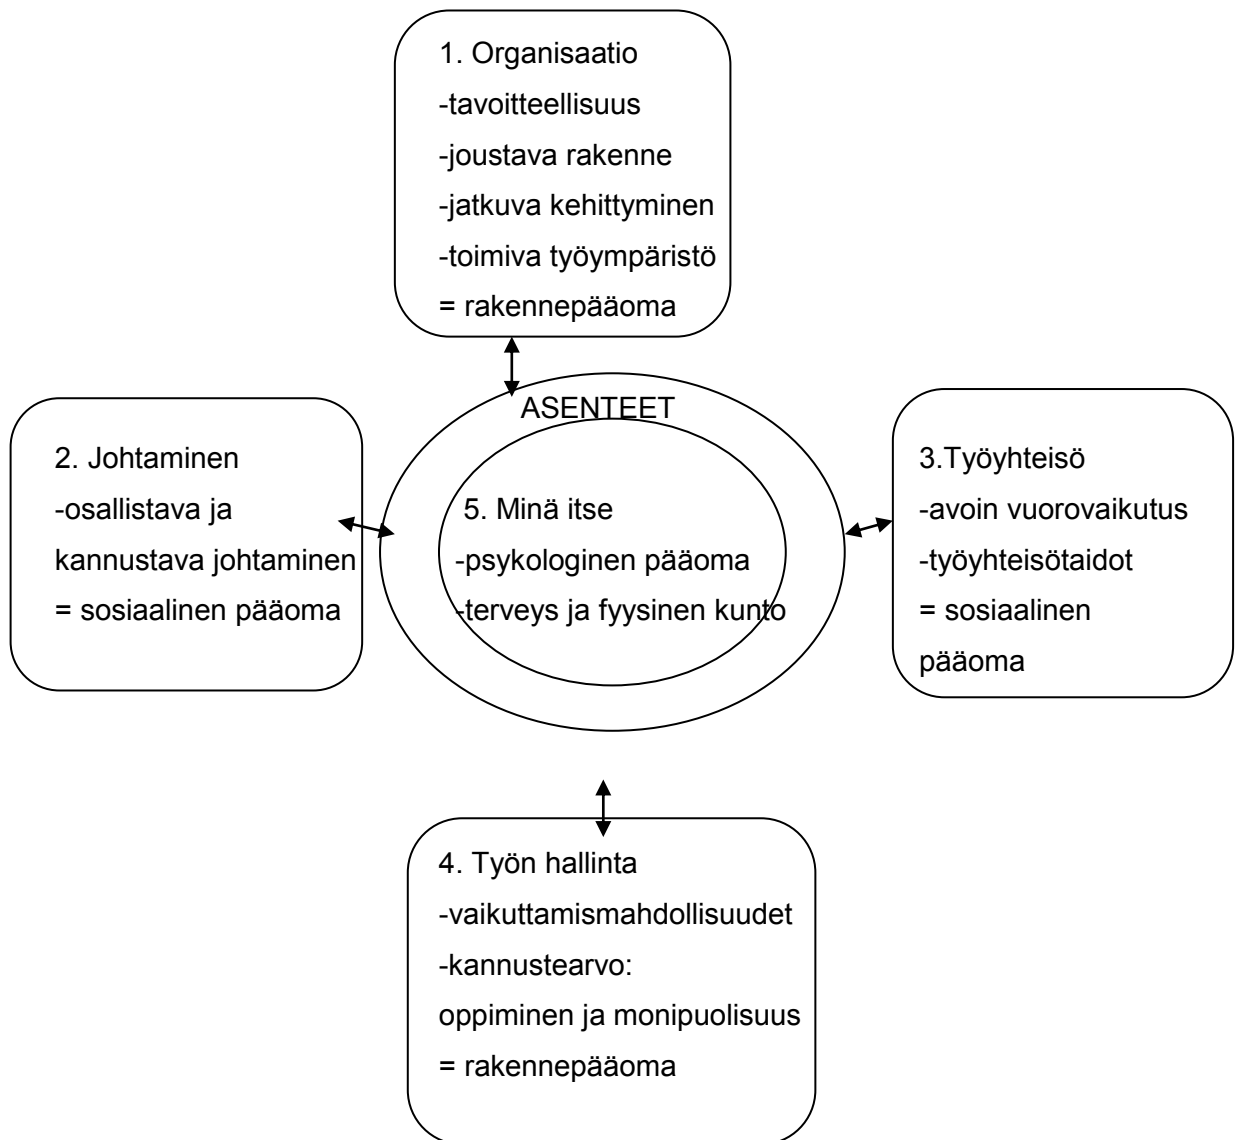 1. Organisaatio
-tavoitteellisuus
-joustava rakenne
-jatkuva kehittyminen
-toimiva työympäristö
= rakennepääoma
ASENTEET
2. Johtaminen
-osallistava ja
kannustava johtaminen
= sosiaalinen pääoma
5. Minä itse
-psykologinen pääoma
-terveys ja fyysinen kunto
3.Työyhteisö
-avoin vuorovaikutus
-työyhteisötaidot
= sosiaalinen
pääoma
4. Työn hallinta
-vaikuttamismahdollisuudet
-kannustearvo:
oppiminen ja monipuolisuus
= rakennepääoma